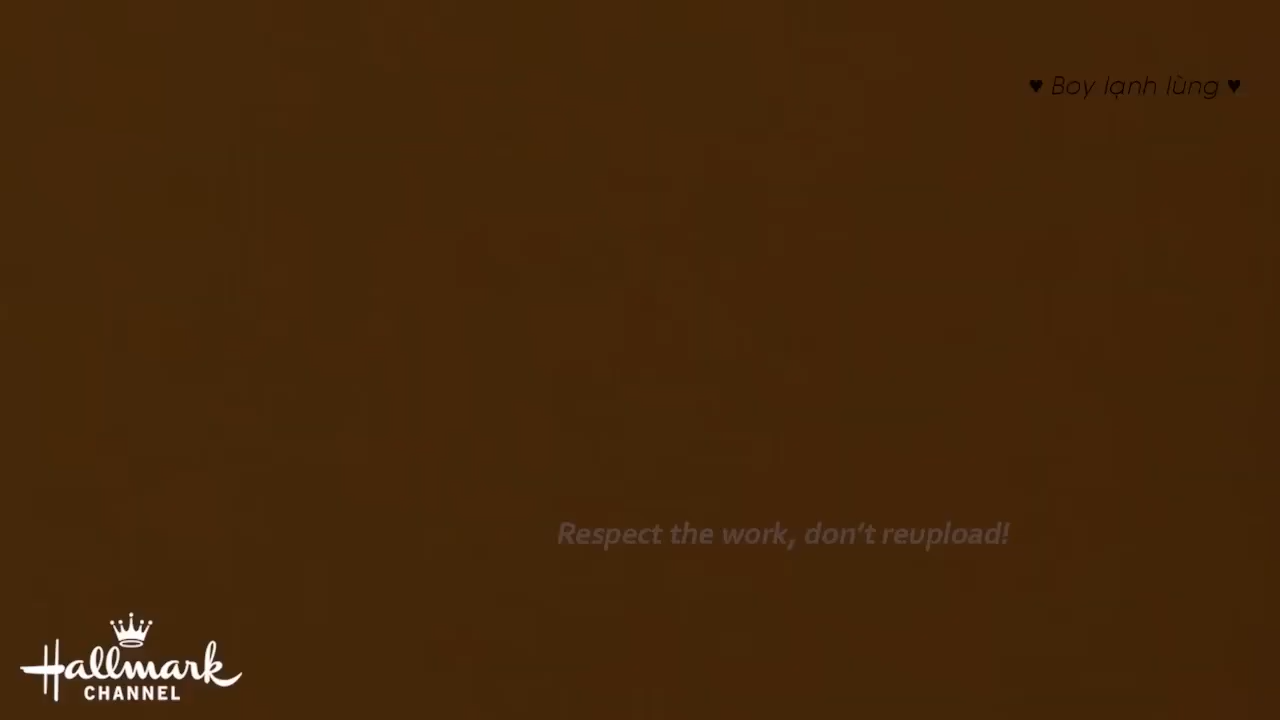 ♥ Boy lạnh lùng ♥
Respect the work, don’t reupload!
Hallmark
CHANNEL